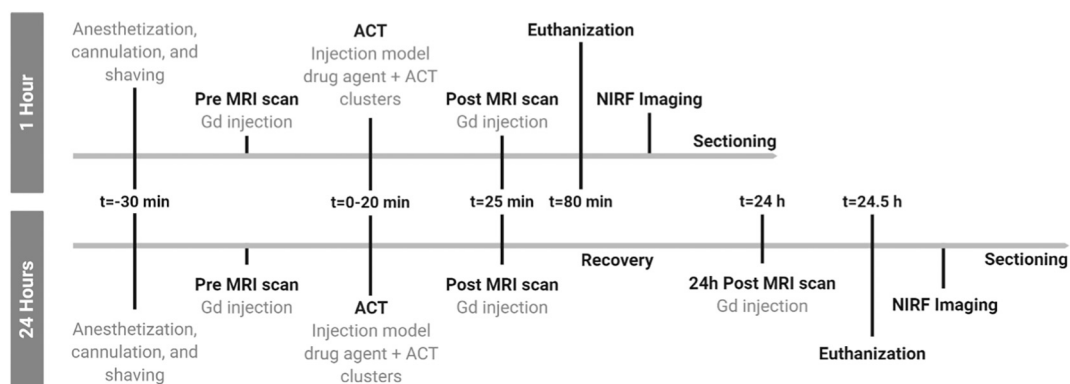 1 Hour
Anesthetization,
cannulation, and
shaving
Pre MRI scan
Gd injection
ACT
Injection model
drug agent + ACT
clusters
Post MRI scan
Gd injection
Euthanization
NIRF Imaging
Sectioning
t=-30 min
t=0-20 min
t=25 min
t=80 min
t=24 h
t=24.5 h
24 Hours
Anesthetization,
cannulation, and
shaving
Pre MRI scan
Gd injection
ACT
Injection model
drug agent + ACT
clusters
Post MRI scan
Gd injection
Recovery
24h Post MRI scan
Gd injection
Euthanization
NIRF Imaging
Sectioning